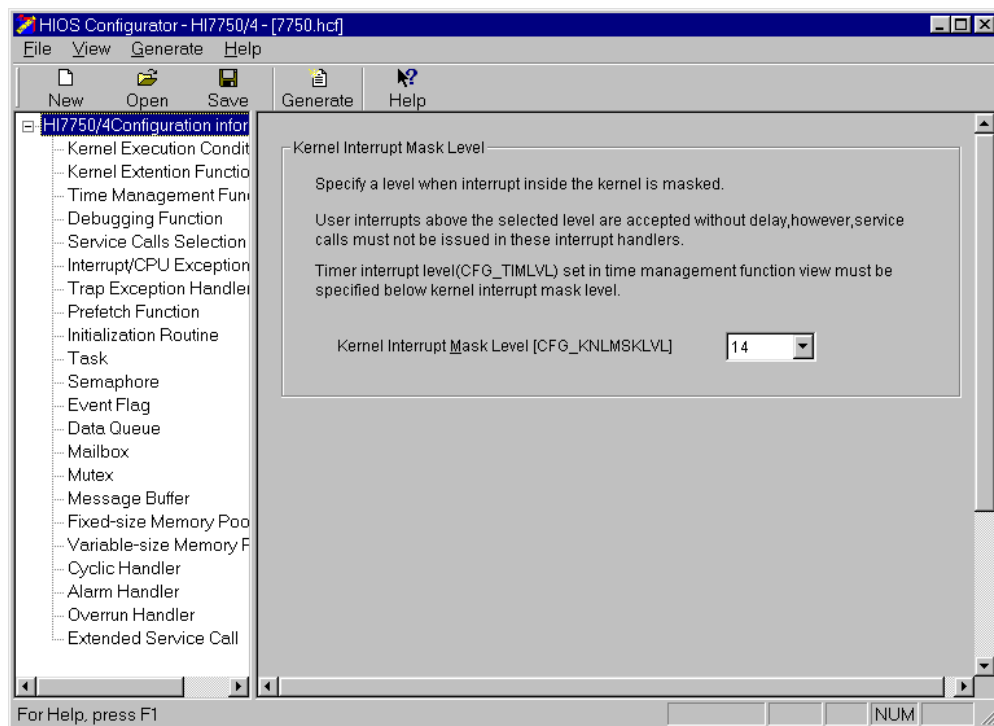 HIOS Configurator - HI7750/4 - [7750.hcf]
File View Generate Help
New Open Save Generate Help
HI7750/4Configuration infor
Kernel Execution Condit
Kernel Extention Functio
Time Management Fun
Debugging Function
Service Calls Selection
Interrupt/CPU Exception
Trap Exception Handler
Prefetch Function
Initialization Routine
Task
Semaphore
Event Flag
Data Queue
Mailbox
Mutex
Message Buffer
Fixed-size Memory Poo
Variable-size Memory P
Cyclic Handler
Alarm Handler
Overrun Handler
Extended Service Call
Kernel Interrupt Mask Level
Specify a level when interrupt inside the kernel is masked.
User interrupts above the selected level are accepted without delay,however,service
calls must not be issued in these interrupt handlers.
Timer interrupt level(CFG_TIMLVL) set in time management function view must be
specified below kernel interrupt mask level.
Kernel Interrupt Mask Level [CFG_KNLMSKLVL] 14
For Help, press F1
NUM